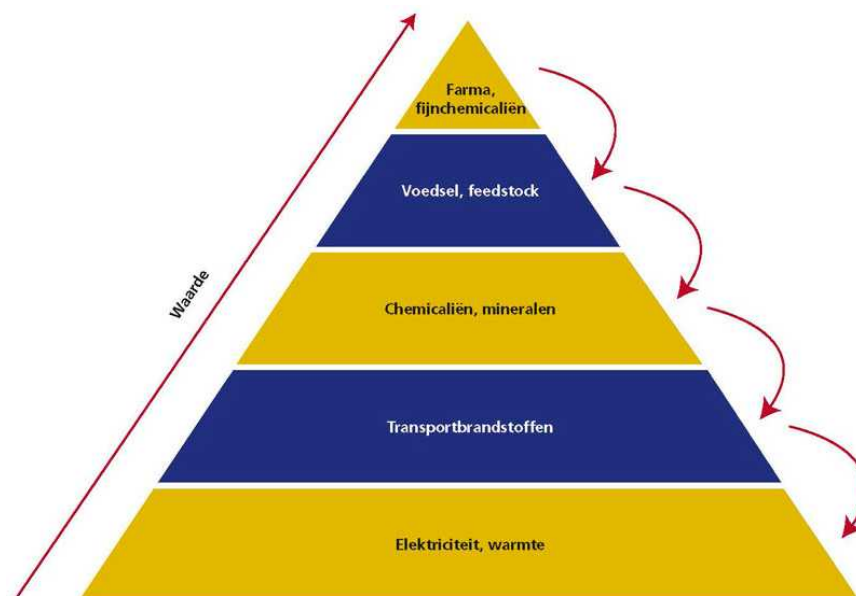 Farma,
fijnchemicaliën
Voedsel, feedstock
Waarde
Chemicaliën, mineralen
Transportbrandstoffen
Elektriciteit, warmte